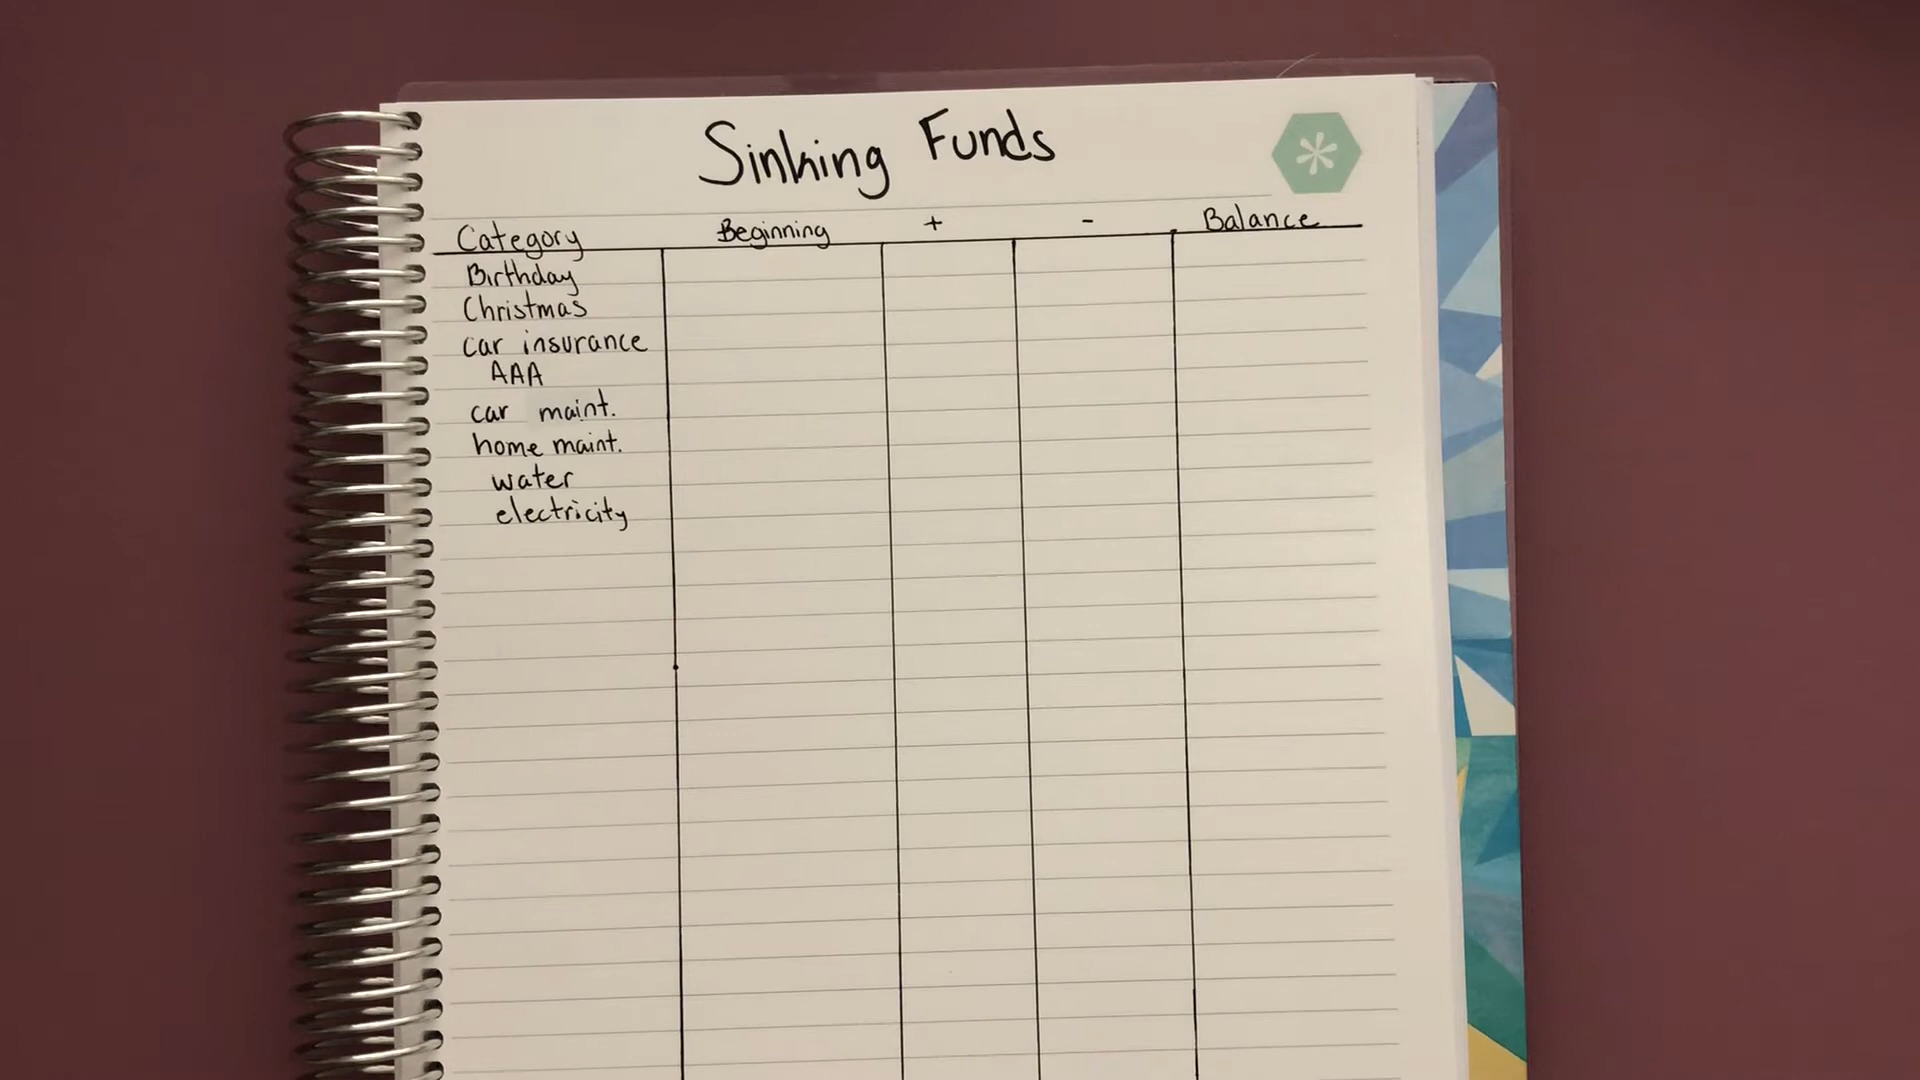 Sinking Funds
Category Beginning + - Balance
Birthday
Christmas
car insurance
AAA
car maint.
home maint.
water
electricity